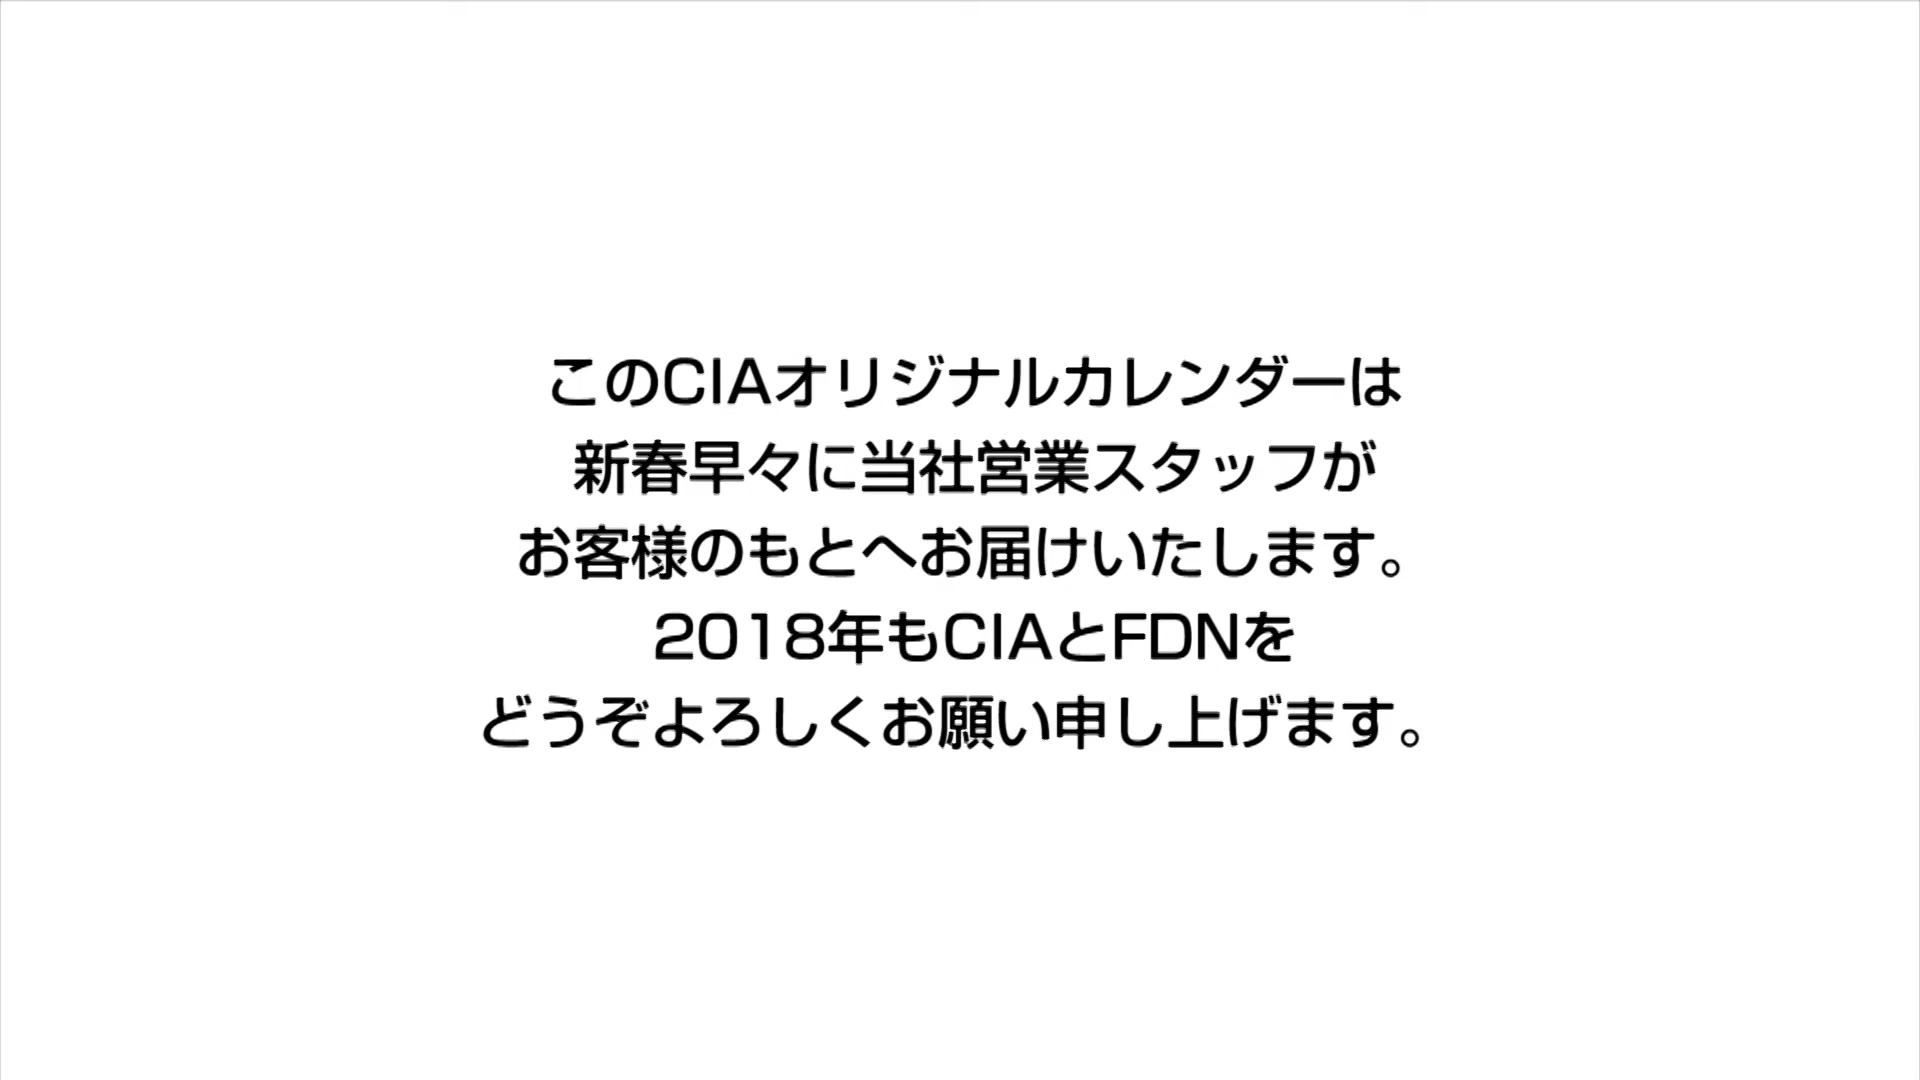 このCIAオリジナルカレンダーは
新春早々に当社営業スタッフが
お客様のもとへお届けいたします。
2018年もCIAとFDNを
どうぞよろしくお願い申し上げます。